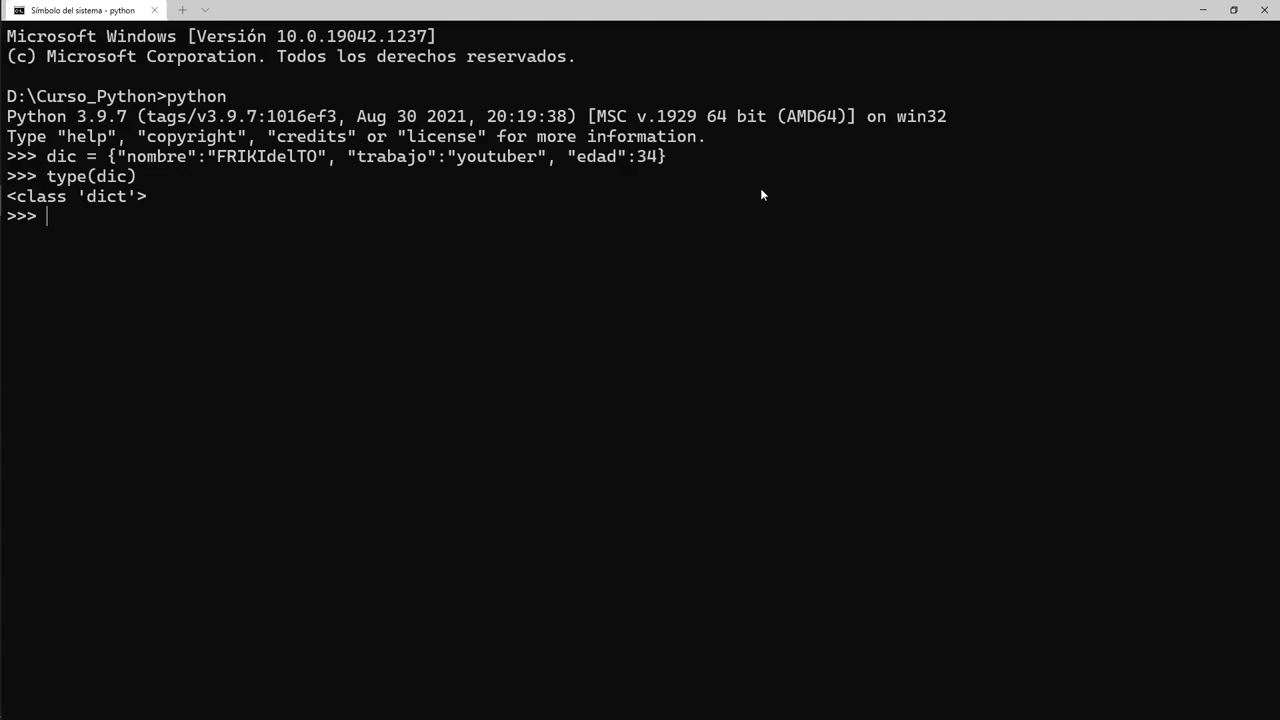 Símbolo del sistema - python
Microsoft Windows [Versión 10.0.19042.1237]
(c) Microsoft Corporation. Todos los derechos reservados.
D:\Curso_Python>python
Python 3.9.7 (tags/v3.9.7:1016ef3, Aug 30 2021, 20:19:38) [MSC v.1929 64 bit (AMD64)] on win32
Type "help", "copyright", "credits" or "license" for more information.
>>> dic = {"nombre":"FRIKIdelTO", "trabajo":"youtuber", "edad":34}
>>> type(dic)
<class 'dict'>
>>>